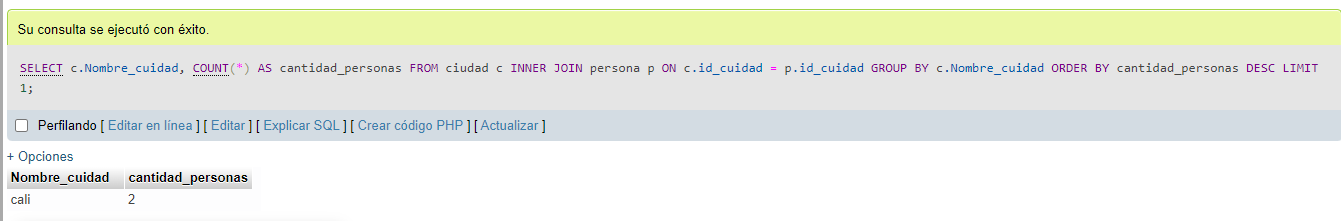 Su consulta se ejecutó con éxito.
SELECT c.Nombre_cuidad, COUNT(*) AS cantidad_personas FROM ciudad c INNER JOIN persona p ON c.id_cuidad = p.id_cuidad GROUP BY c.Nombre_cuidad ORDER BY cantidad_personas DESC LIMIT
1;
Perfilando [ Editar en línea ] [ Editar ] [ Explicar SQL ] [ Crear código PHP ] [ Actualizar ]
+ Opciones
Nombre_cuidad cantidad_personas
cali 2